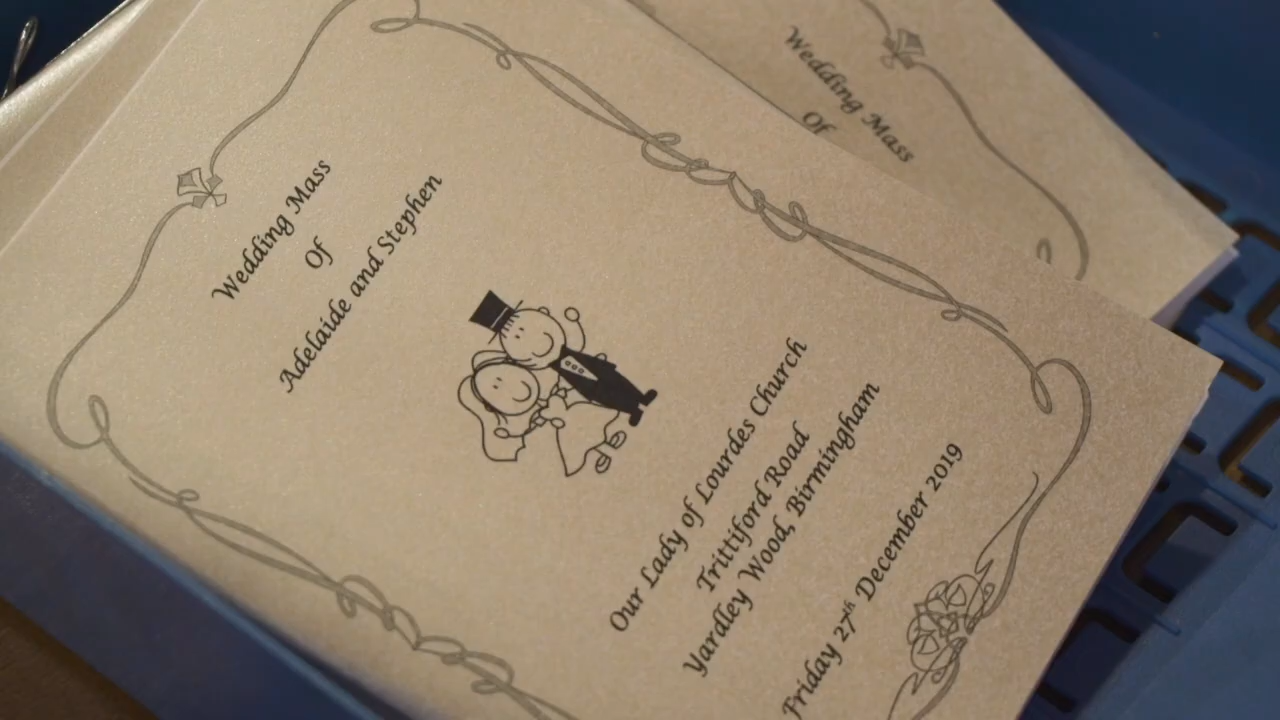 Wedding Mass
Of
Adelaide and Stephen
Our Lady of Lourdes Church
Trittiford Road
Yardley Wood, Birmingham
Friday 27th December 2019
Wedding Mass
Of